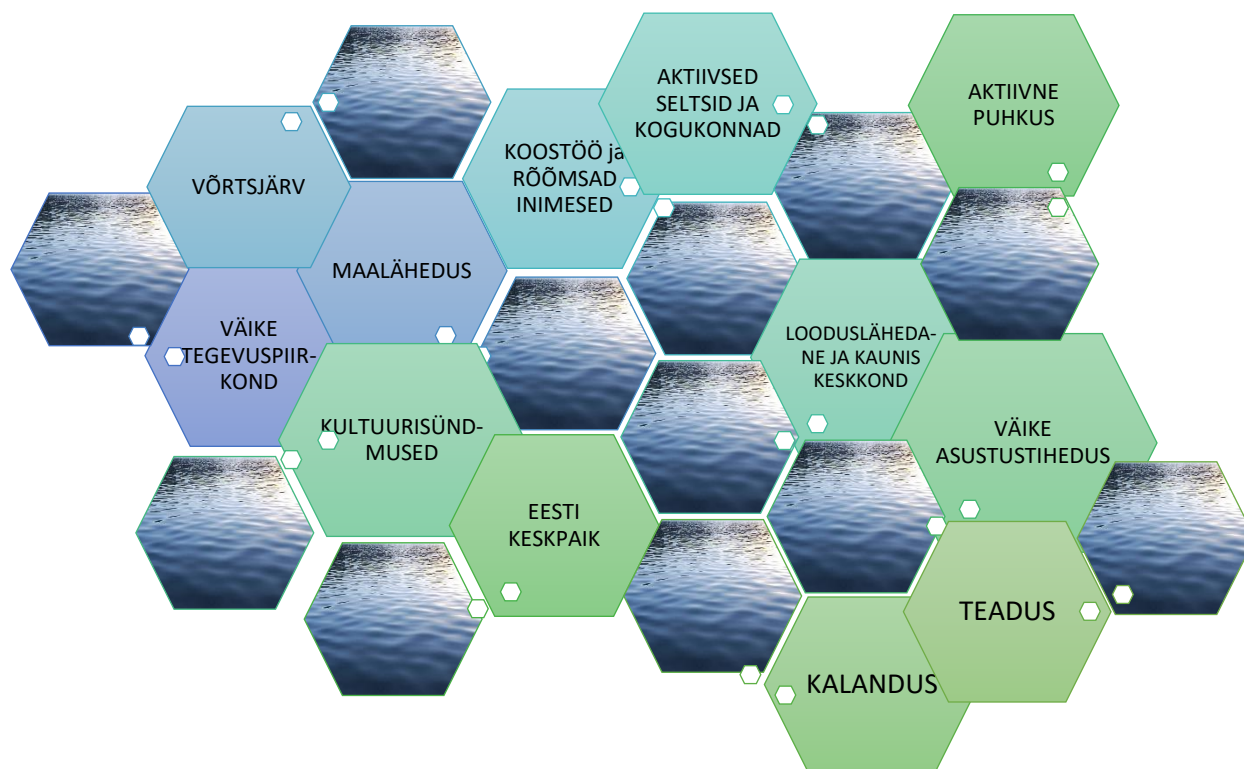 AKTIIVSED
SELTSID JA
KOGUKONNAD
AKTIIVNE
PUHKUS
KOOSTÖÖ ja
RÕÕMSAD
INIMESED
VÕRTSJÄRV
MAALÄHEDUS
VÄIKE
TEGEVUSPIIR-
KOND
LOODUSLÄHEDA-
NE JA KAUNIS
KESKKOND
KULTUURISÜND-
MUSED
VÄIKE
ASUSTUSTIHEDUS
EESTI
KESKPAIK
TEADUS
KALANDUS